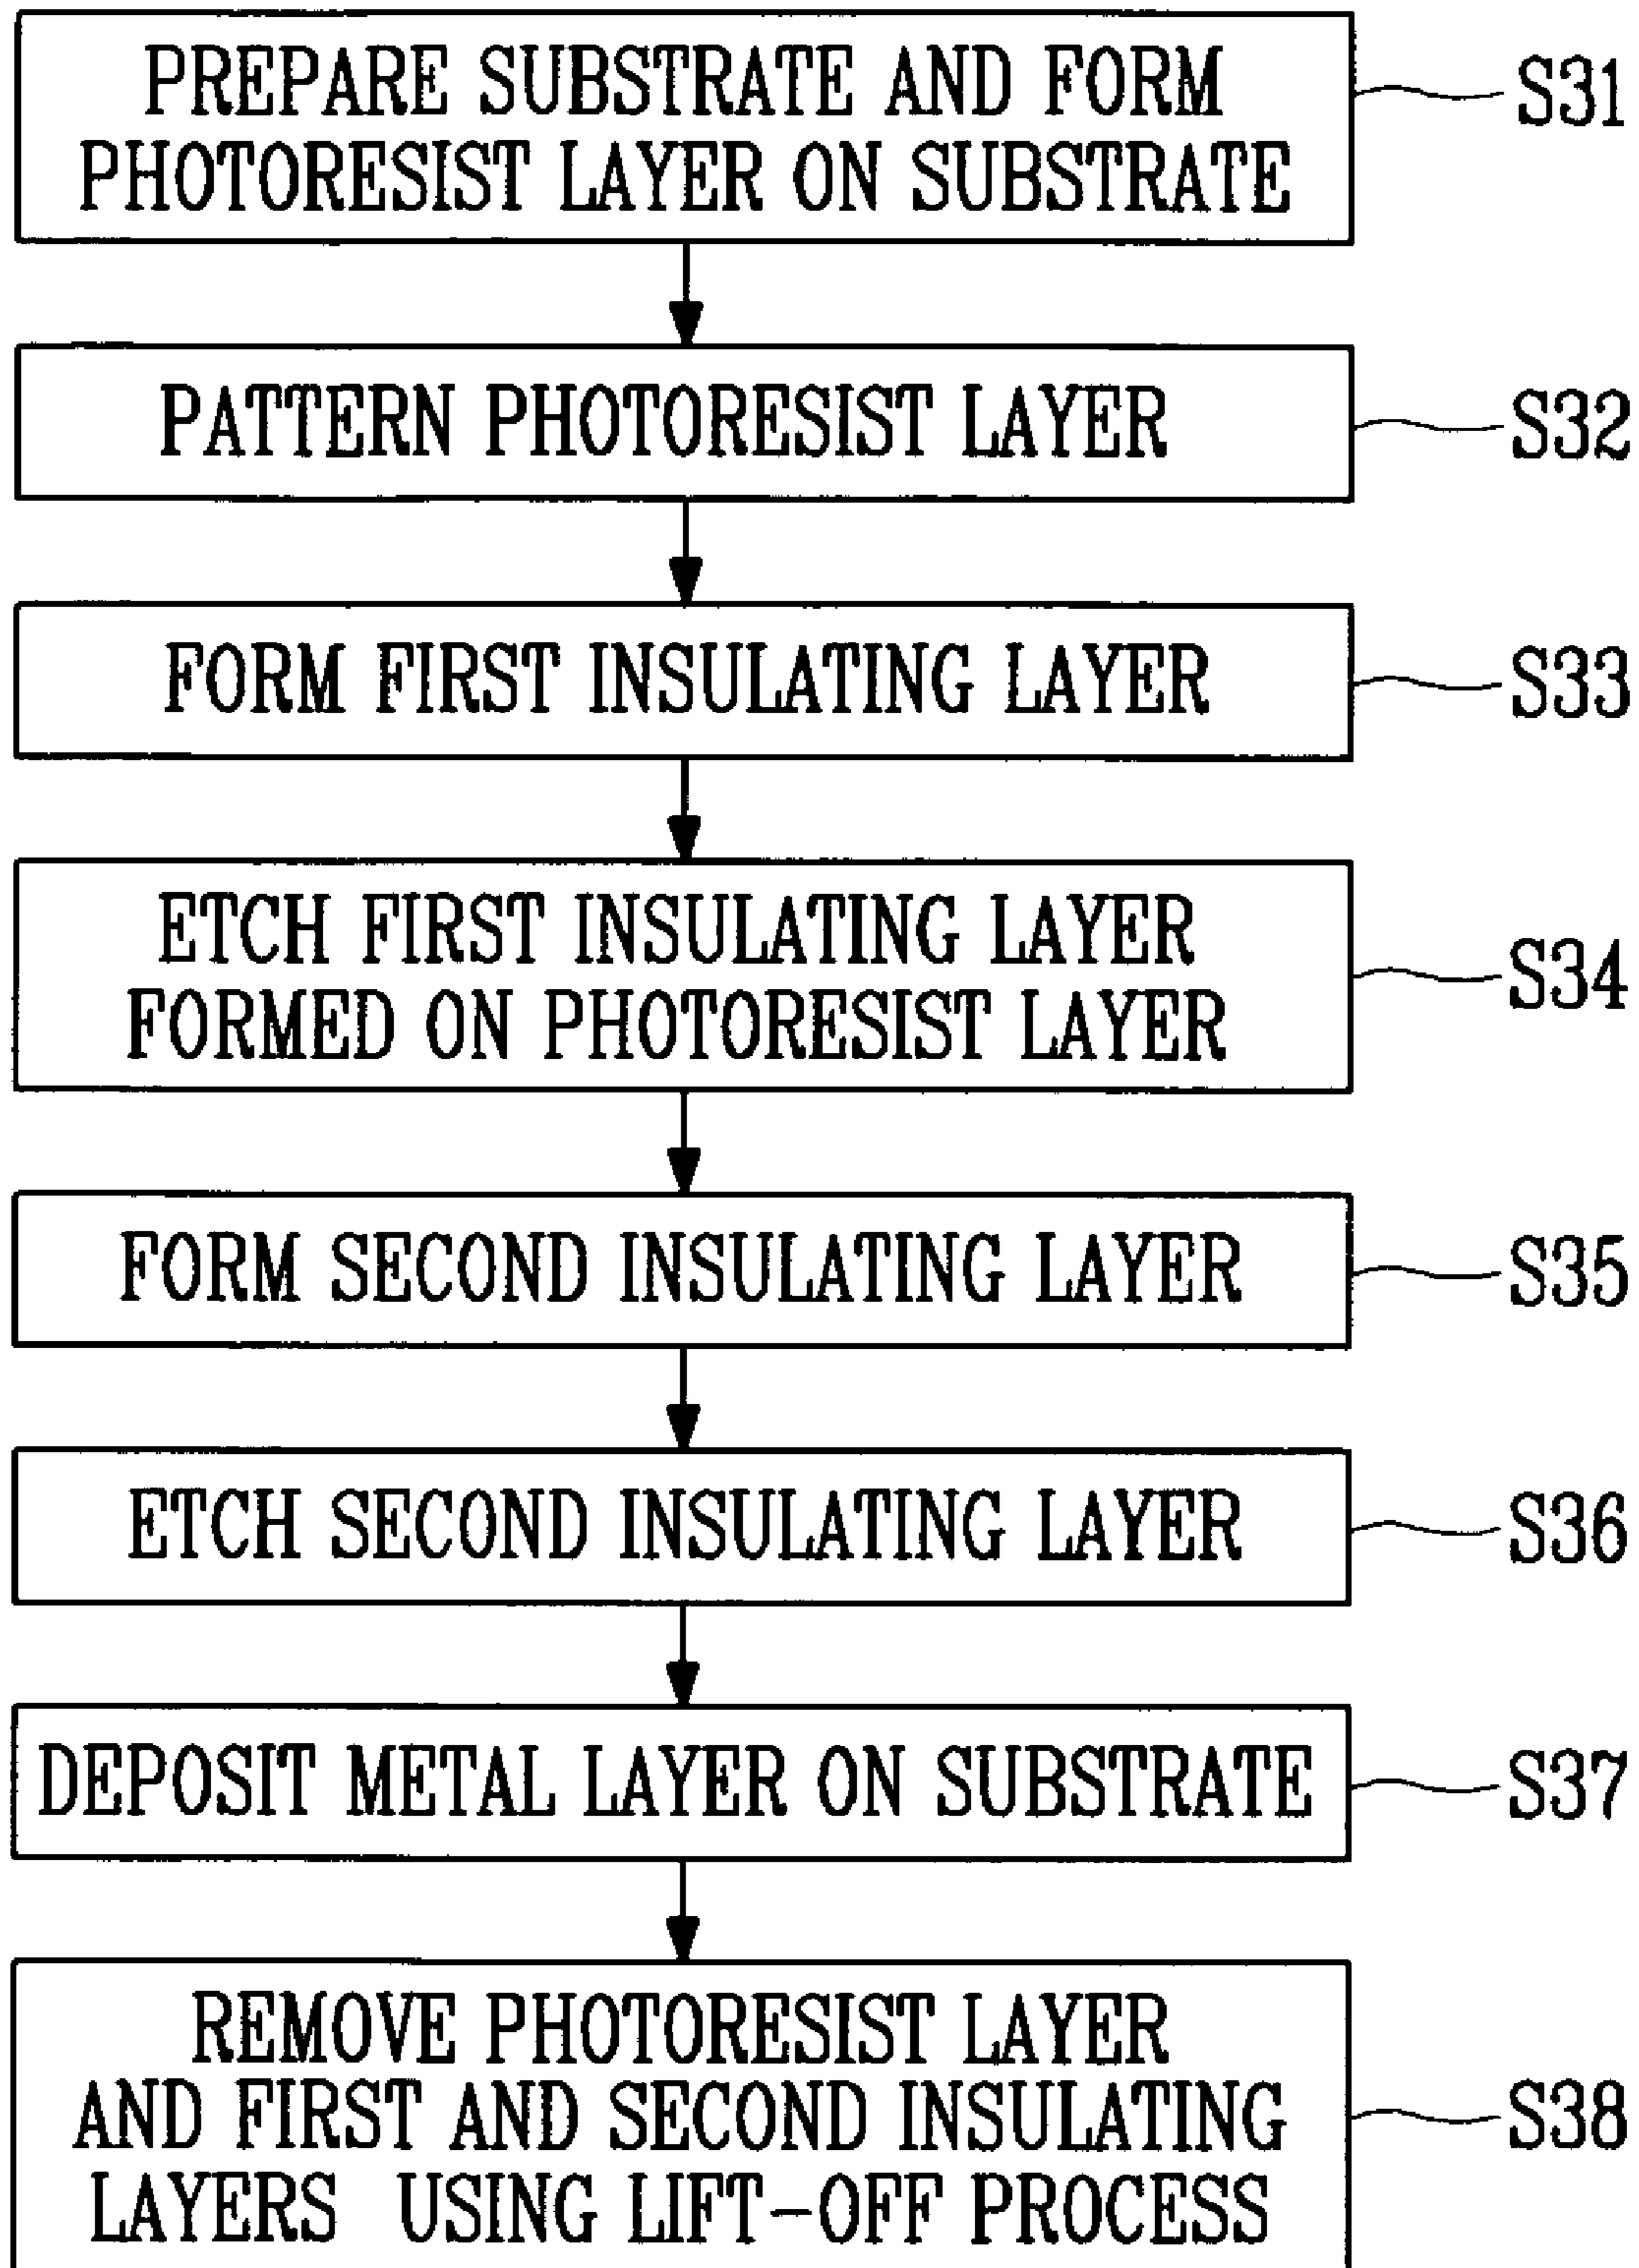 PREPARE SUBSTRATE AND FORM
PHOTORESIST LAYER ON SUBSTRATE
S31
PATTERN PHOTORESIST LAYER
S32
FORM FIRST INSULATING LAYER
S33
ETCH FIRST INSULATING LAYER
FORMED ON PHOTORESIST LAYER
S34
FORM SECOND INSULATING LAYER
S35
ETCH SECOND INSULATING LAYER
S36
DEPOSIT METAL LAYER ON SUBSTRATE
S37
REMOVE PHOTORESIST LAYER
AND FIRST AND SECOND INSULATING
LAYERS USING LIFT-OFF PROCESS
S38